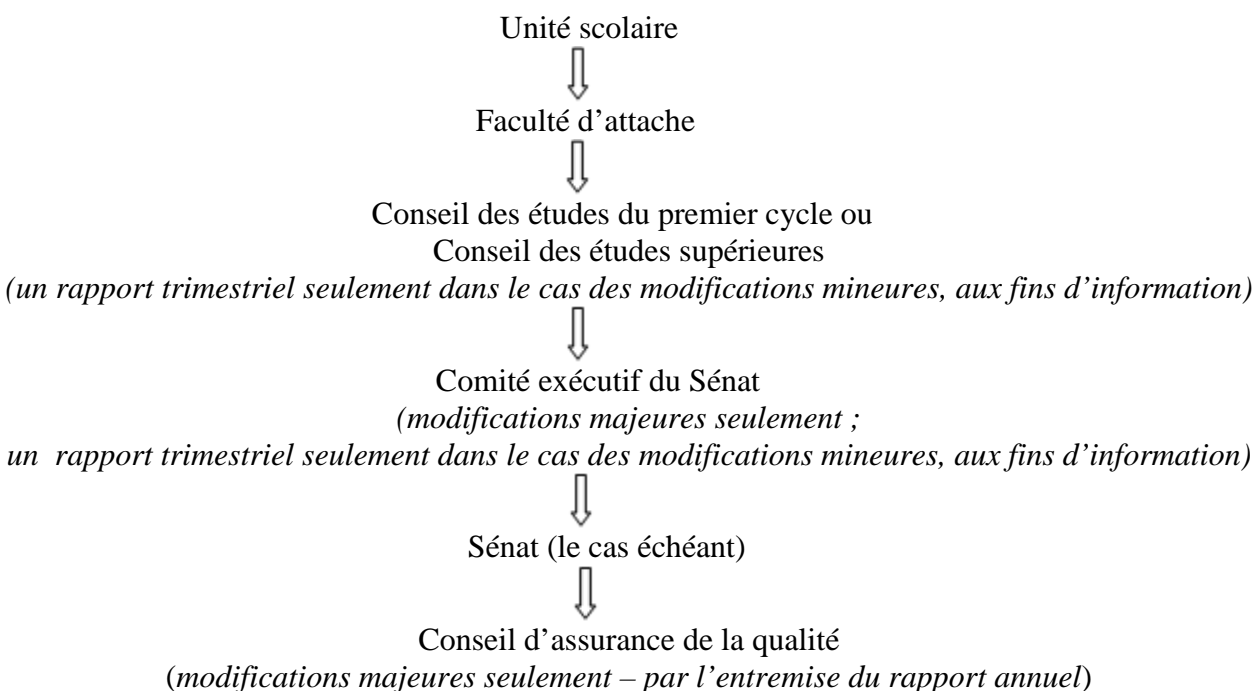 Unité scolaire
Faculté d’attache
Conseil des études du premier cycle ou
Conseil des études supérieures
(un rapport trimestriel seulement dans le cas des modifications mineures, aux fins d’information)
Comité exécutif du Sénat
(modifications majeures seulement ;
un  rapport trimestriel seulement dans le cas des modifications mineures, aux fins d’information)
Sénat (le cas échéant)
Conseil d’assurance de la qualité
(modifications majeures seulement – par l’entremise du rapport annuel)